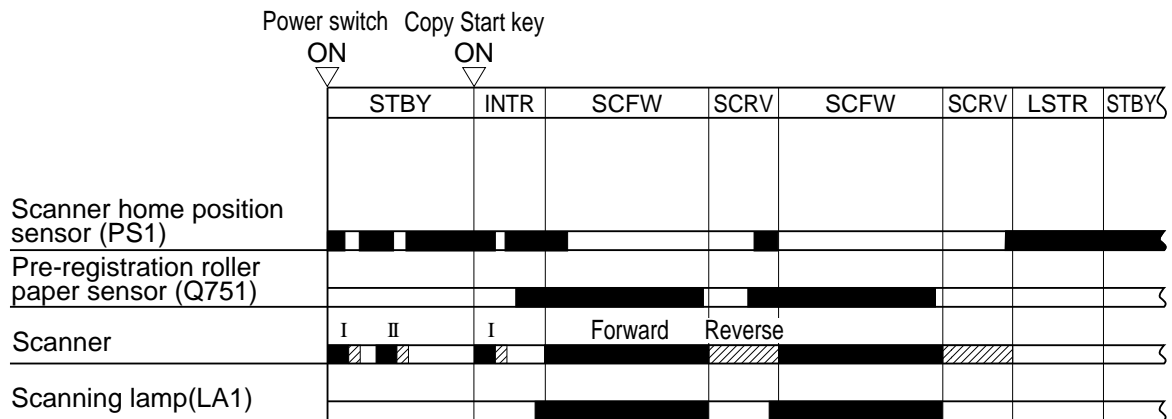 Power switch Copy Start key
ON ON
STBY INTR SCFW SCRV SCFW SCRV LSTR STBY
Scanner home position
sensor (PS1)
Pre-registration roller
paper sensor (Q751)
Scanner I II I Forward Reverse
Scanning lamp(LA1)